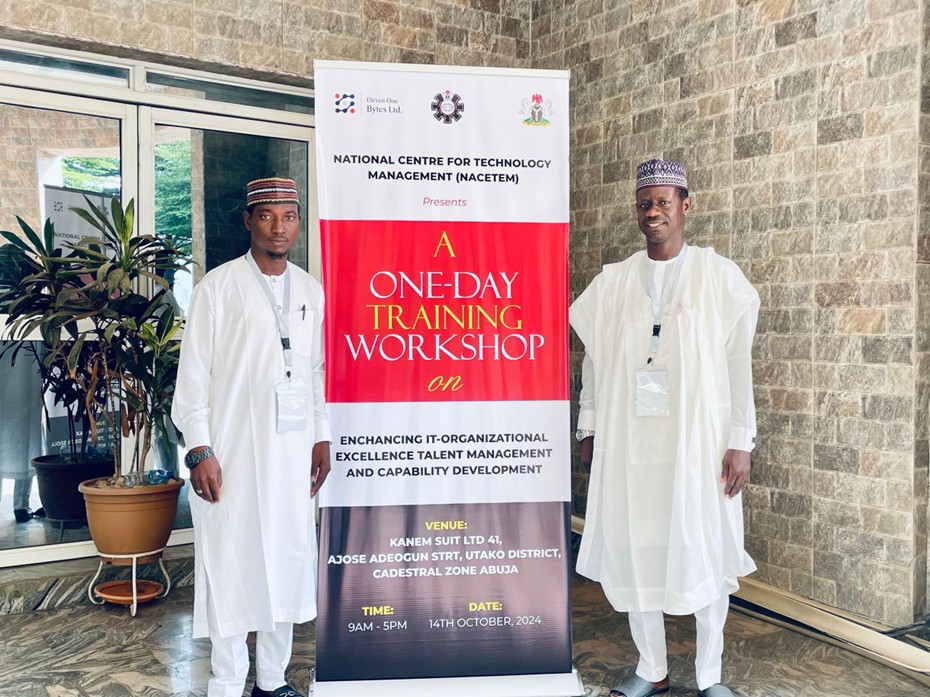 Eleven One
Bytes Ltd.
NATIONAL CENTRE FOR TECHNOLOGY
MANAGEMENT (NACETEM)
Presents
A
ONE-DAY
TRAINING
WORKSHOP
on
ENCHANCING IT-ORGANIZATIONAL
EXCELLENCE TALENT MANAGEMENT
AND CAPABILITY DEVELOPMENT
VENUE:
KANEM SUIT LTD 41,
AJOSE ADEOGUN STRT, UTAKO DISTRICT,
CADESTRAL ZONE ABUJA
TIME:
9AM - 5PM
DATE:
14TH OCTOBER, 2024